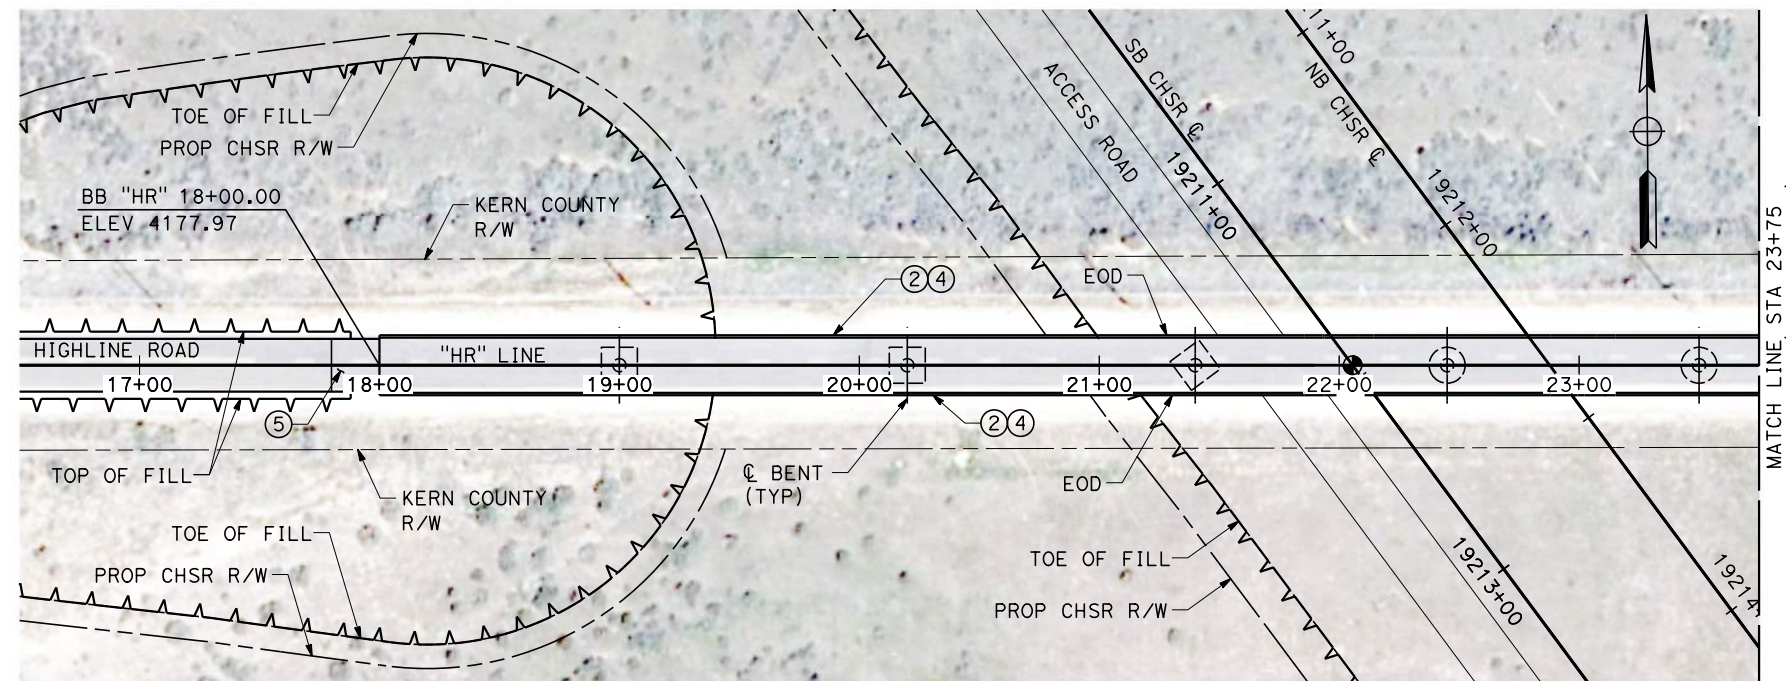 TOE OF FILL
PROP CHSR R/W
BB "HR" 18+00.00
ELEV 4177.97
KERN COUNTY
R/W
SB CHSR ℄
ACCESS ROAD
19211+00
11+00
NB CHSR ℄
19212+00
2 4
EOD
HIGHLINE ROAD
"HR" LINE
17+00
18+00
19+00
20+00
21+00
22+00
23+00
MATCH LINE STA 23+75
5
2 4
TOP OF FILL
℄ BENT
(TYP)
EOD
KERN COUNTY
R/W
TOE OF FILL
PROP CHSR R/W
TOE OF FILL
PROP CHSR R/W
19213+00
19214